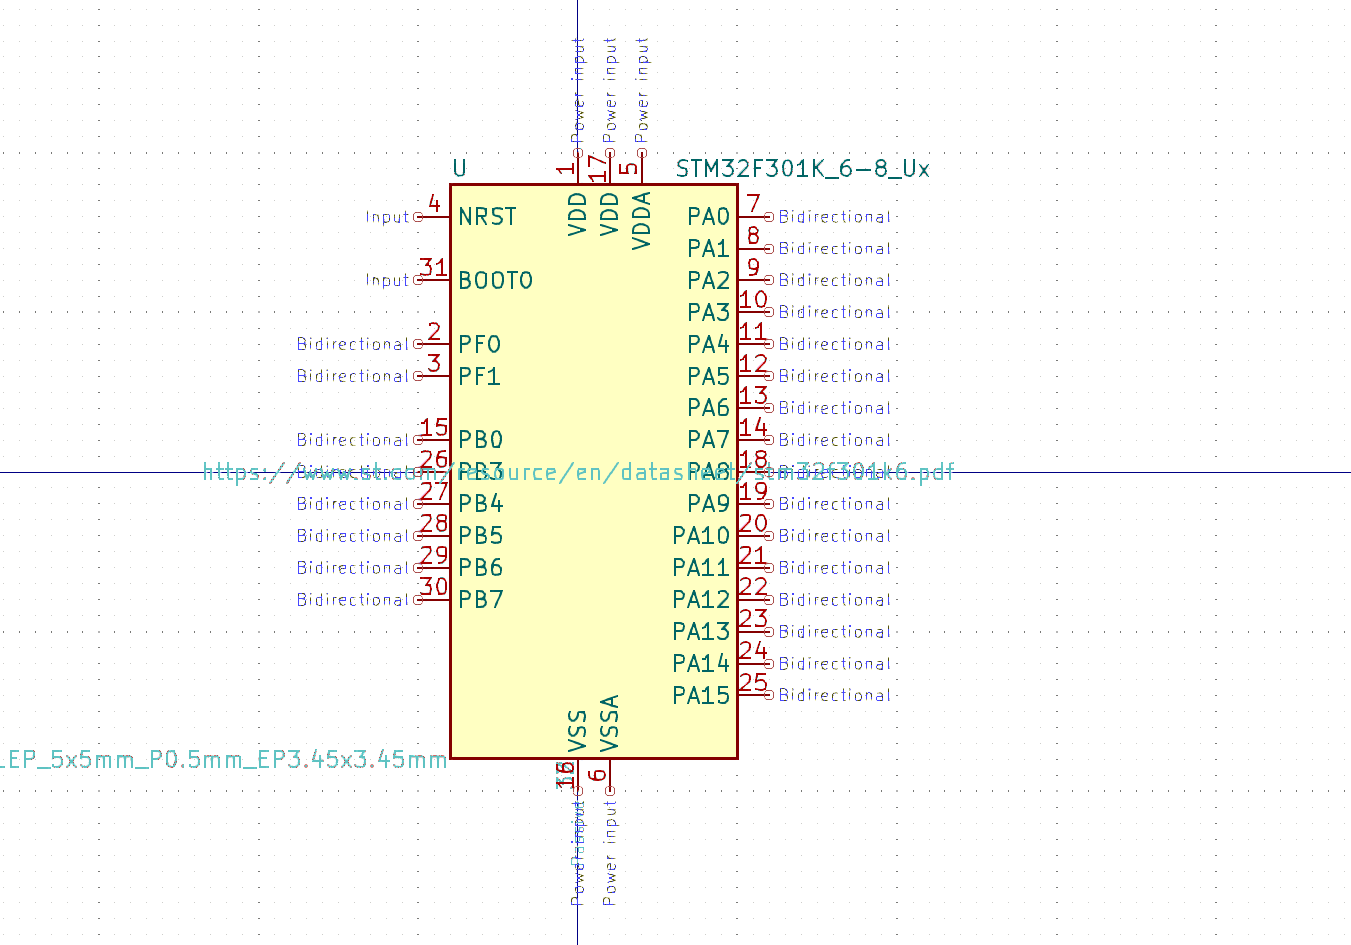 Power input
Power input
Power input
1
17
5
U
STM32F301K_6-8_Ux
VDD
VDD
VDDA
Input 4 NRST
PA0 7 Bidirectional
PA1 8 Bidirectional
Input 31 BOOT0
PA2 9 Bidirectional
PA3 10 Bidirectional
Bidirectional 2 PF0
PA4 11 Bidirectional
Bidirectional 3 PF1
PA5 12 Bidirectional
PA6 13 Bidirectional
Bidirectional 15 PB0
PA7 14 Bidirectional
Bidirectional 26 PB3
https://www.st.com/resource/en/datasheet/stm32f301k6.pdf
PA8 18 Bidirectional
Bidirectional 27 PB4
PA9 19 Bidirectional
Bidirectional 28 PB5
PA10 20 Bidirectional
Bidirectional 29 PB6
PA11 21 Bidirectional
Bidirectional 30 PB7
PA12 22 Bidirectional
PA13 23 Bidirectional
PA14 24 Bidirectional
PA15 25 Bidirectional
VSS
VSSA
EP_5x5mm_P0.5mm_EP3.45x3.45mm
16
6
Power input
Power input